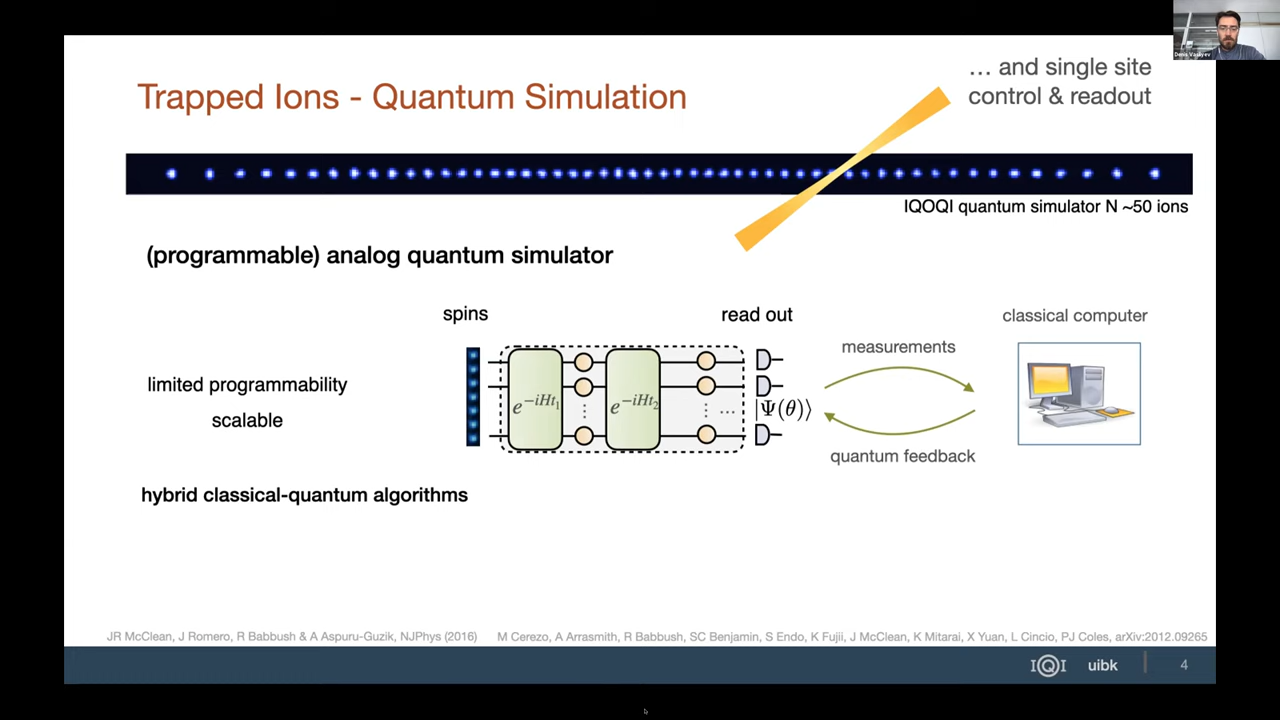 Denis Vasilyev
… and single site
control & readout
Trapped Ions - Quantum Simulation
IQOQI quantum simulator N ~50 ions
(programmable) analog quantum simulator
spins
read out
classical computer
measurements
limited programmability
scalable
e^{-iHt_1}
e^{-iHt_2}
|Ψ(θ)⟩
quantum feedback
hybrid classical-quantum algorithms
JR McClean, J Romero, R Babbush & A Aspuru-Guzik, NJPhys (2016)
M Cerezo, A Arrasmith, R Babbush, SC Benjamin, S Endo, K Fujii, J McClean, K Mitarai, X Yuan, L Cincio, PJ Coles, arXiv:2012.09265
IQI
uibk
4